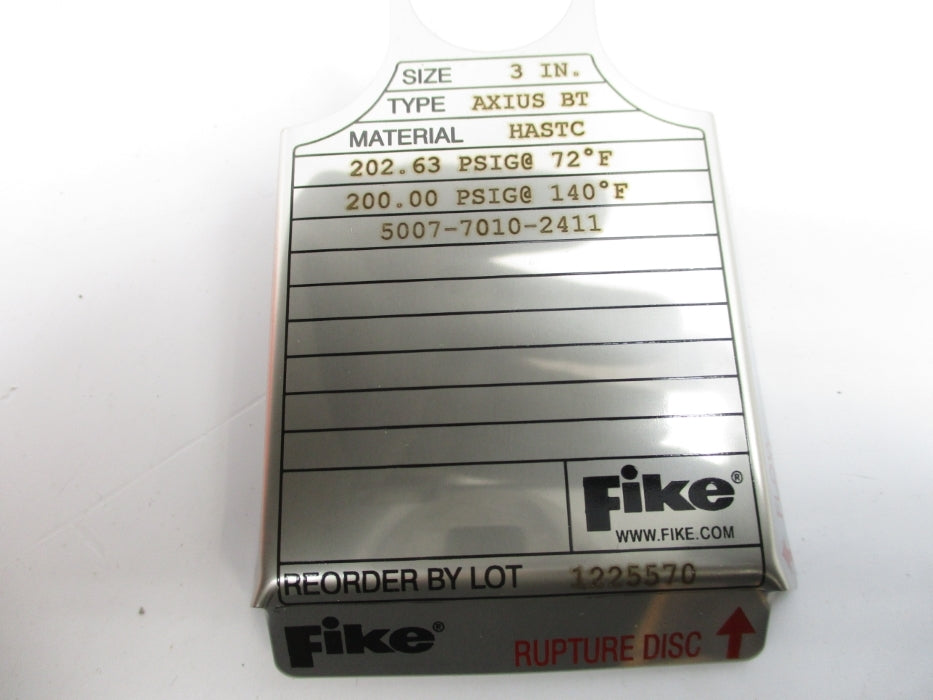 SIZE 3 IN.
TYPE AXIUS BT
MATERIAL HASTC
202.63 PSIG@ 72°F
200.00 PSIG@ 140°F
5007-7010-2411
Fike®
WWW.FIKE.COM
REORDER BY LOT 1225570
Fike® RUPTURE DISC